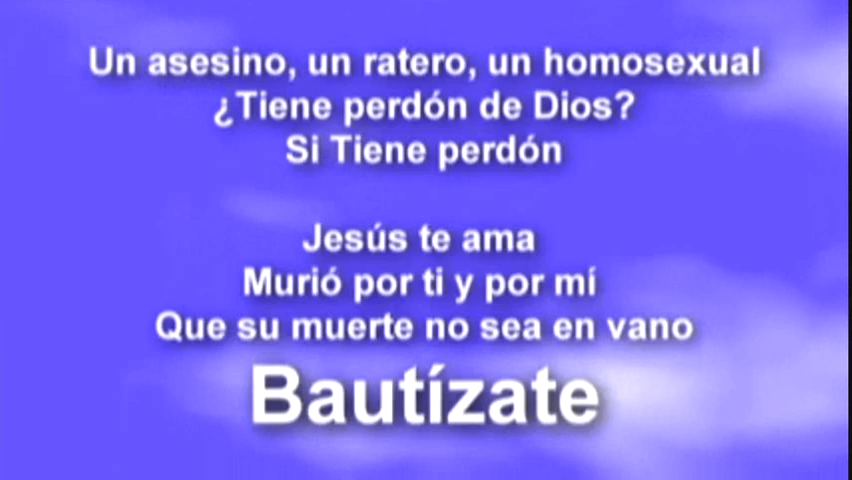 Un asesino, un ratero, un homosexual
¿Tiene perdón de Dios?
Si Tiene perdón
Jesús te ama
Murió por ti y por mí
Que su muerte no sea en vano
Bautízate